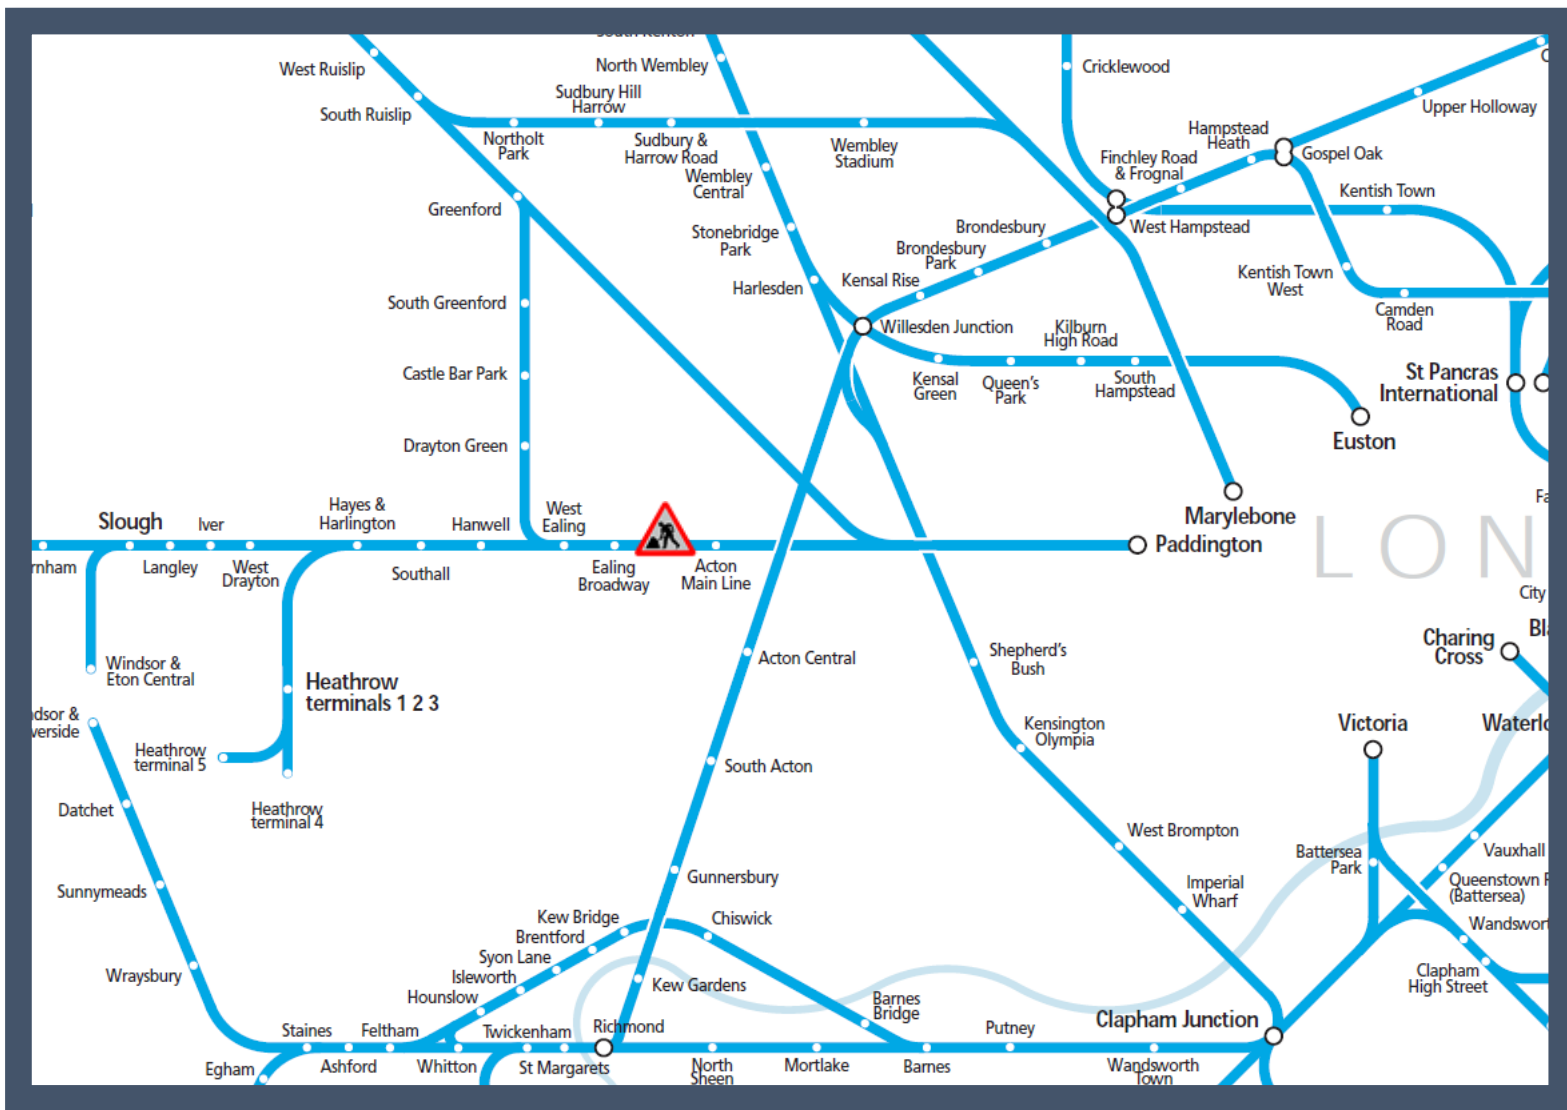 South Kenton
North Wembley
Cricklewood
West Ruislip
Sudbury Hill
Harrow
South Ruislip
Upper Holloway
Hampstead
Heath
Northolt
Park
Sudbury &
Harrow Road
Wembley
Stadium
Finchley Road
& Frognal
Gospel Oak
Wembley
Central
Kentish Town
Greenford
Brondesbury
West Hampstead
Stonebridge
Park
Brondesbury
Park
Harlesden
Kensal Rise
Kentish Town
West
South Greenford
Willesden Junction
Kilburn
High Road
Camden
Road
Castle Bar Park
Kensal
Green
Queen's
Park
South
Hampstead
St Pancras
International
Drayton Green
Euston
Slough
Iver
Hayes &
Harlington
Hanwell
West
Ealing
Marylebone
Paddington
LON
rnham
Langley
West
Drayton
Southall
Ealing
Broadway
Acton
Main Line
City
Charing
Cross
Windsor &
Eton Central
Acton Central
Shepherd's
Bush
Heathrow
terminals 1 2 3
dsor &
verside
Kensington
Olympia
Victoria
Heathrow
terminal 5
South Acton
Datchet
Heathrow
terminal 4
West Brompton
Battersea
Park
Vauxhall
Sunnymeads
Gunnersbury
Imperial
Wharf
Queenstown
(Battersea)
Kew Bridge
Chiswick
Brentford
Syon Lane
Isleworth
Hounslow
Wraysbury
Kew Gardens
Clapham
High Street
Barnes
Bridge
Staines
Feltham
Twickenham
Richmond
Putney
Clapham Junction
Egham
Ashford
Whitton
St Margarets
North
Sheen
Mortlake
Barnes
Wandsworth
Town